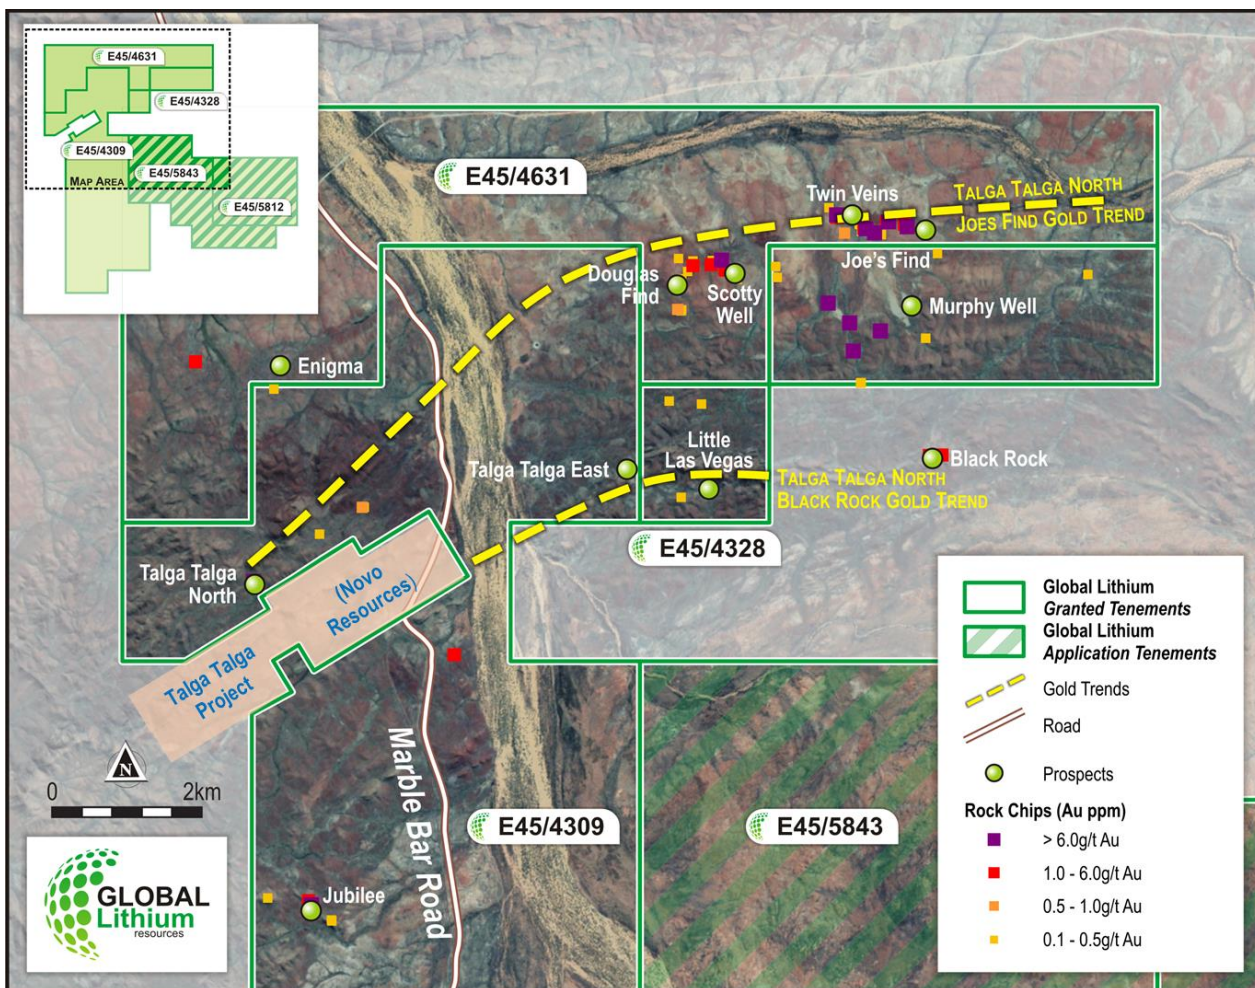 E45/4631
E45/4328
E45/4309
E45/5843
MAP AREA
E45/5812
E45/4631
Twin Veins
TALGA TALGA NORTH
JOES FIND GOLD TREND
Joe's Find
Douglas
Find
Scotty
Well
Murphy Well
Enigma
Little
Las Vegas
Talga Talga East
Black Rock
TALGA TALGA NORTH
BLACK ROCK GOLD TREND
E45/4328
Talga Talga
North
(Novo
Resources)
Talga Talga
Project
Marble Bar Road
N
0 2km
E45/4309
E45/5843
Jubilee
GLOBAL
Lithium
resources
Global Lithium
Granted Tenements
Global Lithium
Application Tenements
Gold Trends
Road
Prospects
Rock Chips (Au ppm)
> 6.0g/t Au
1.0 - 6.0g/t Au
0.5 - 1.0g/t Au
0.1 - 0.5g/t Au